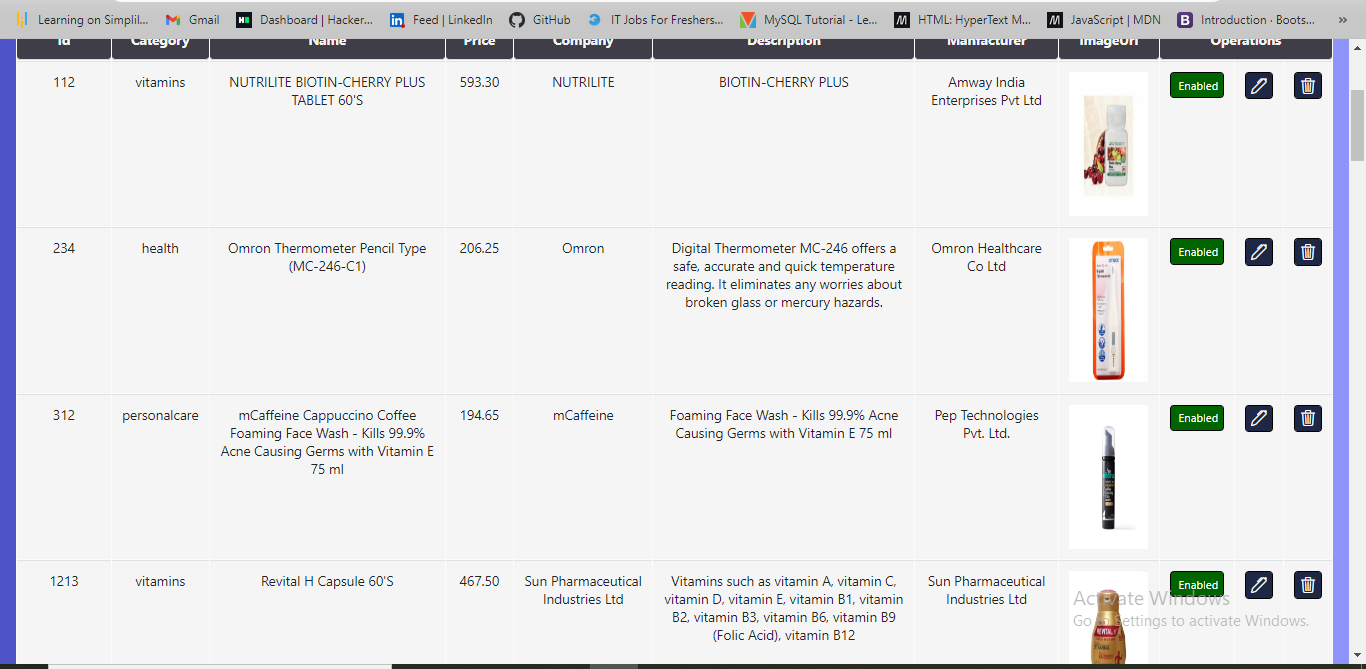 Learning on Simplil...
Gmail
Dashboard | Hacker...
Feed | LinkedIn
GitHub
IT Jobs For Freshers...
MySQL Tutorial - Le...
HTML: HyperText M...
JavaScript | MDN
Introduction · Boots...
»
Id Category Name Price Company Description Manfacturer ImageUrl Operations
112 vitamins NUTRILITE BIOTIN-CHERRY PLUS 593.30 NUTRILITE BIOTIN-CHERRY PLUS Amway India Enabled
TABLET 60'S Enterprises Pvt Ltd
234 health Omron Thermometer Pencil Type 206.25 Omron Digital Thermometer MC-246 offers a Omron Healthcare Enabled
(MC-246-C1) safe, accurate and quick temperature Co Ltd
reading. It eliminates any worries about
broken glass or mercury hazards.
312 personalcare mCaffeine Cappuccino Coffee 194.65 mCaffeine Foaming Face Wash - Kills 99.9% Acne Pep Technologies Enabled
Foaming Face Wash - Kills 99.9% Causing Germs with Vitamin E 75 ml Pvt. Ltd.
Acne Causing Germs with Vitamin E
75 ml
1213 vitamins Revital H Capsule 60'S 467.50 Sun Pharmaceutical Vitamins such as vitamin A, vitamin C, Sun Pharmaceutical Enabled
Industries Ltd vitamin D, vitamin E, vitamin B1, vitamin Industries Ltd
B2, vitamin B3, vitamin B6, vitamin B9
(Folic Acid), vitamin B12
REVITAL
Activate Windows
Go to Settings to activate Windows.